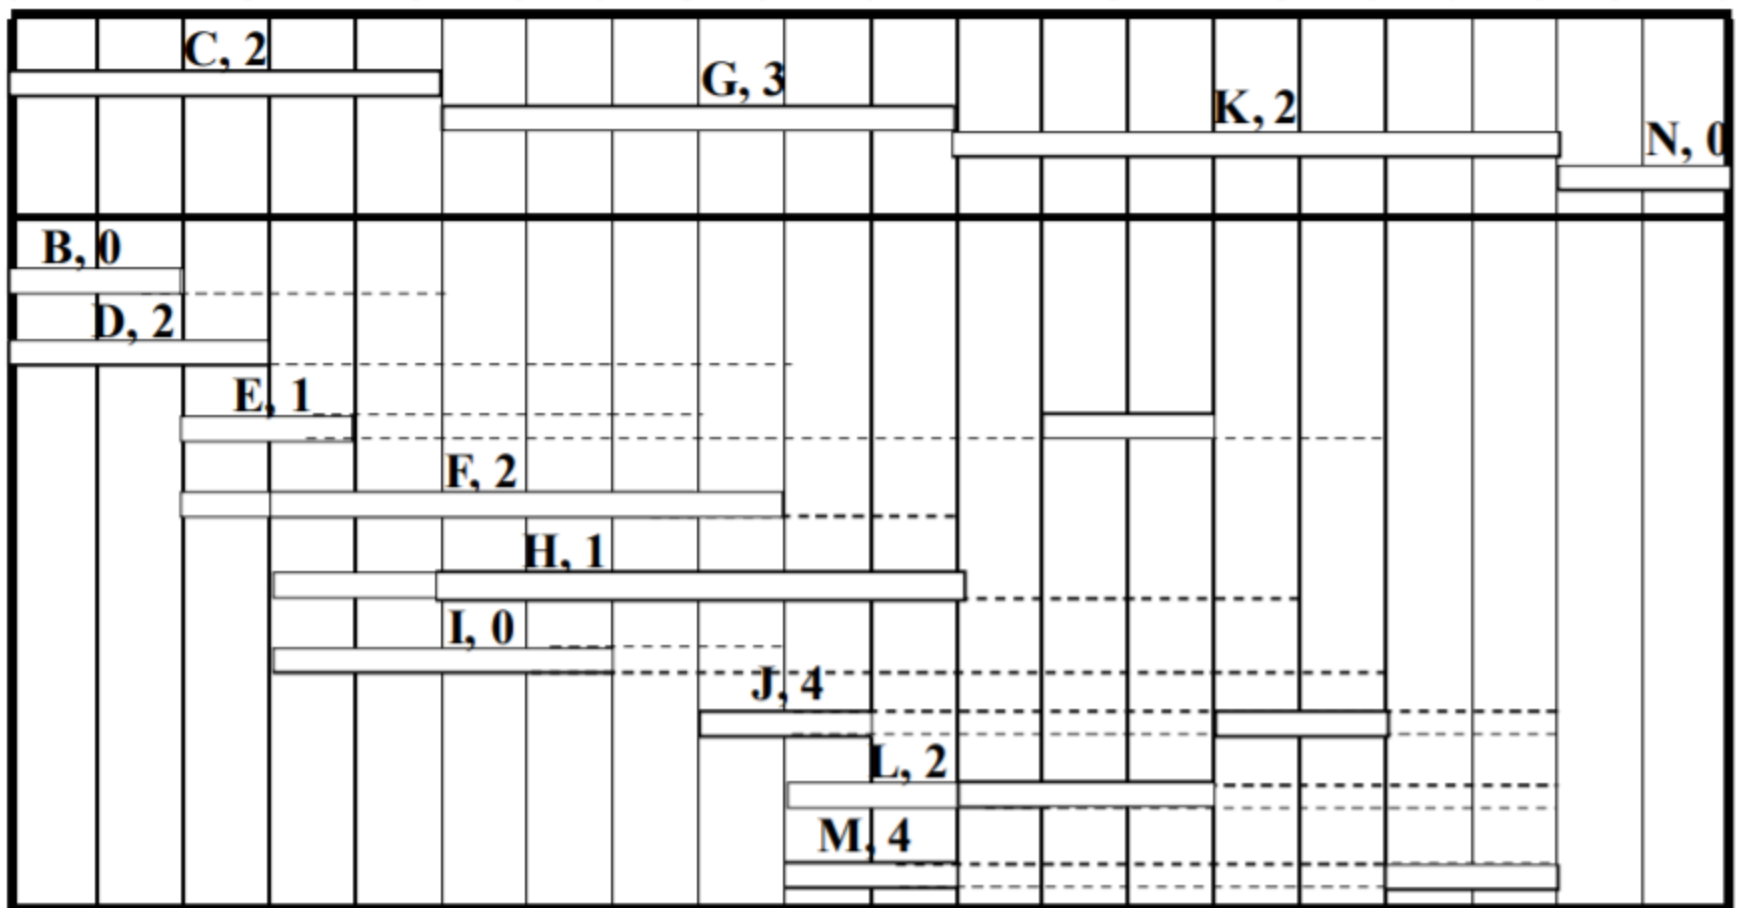 C, 2
G, 3
K, 2
N, 0
B, 0
D, 2
E, 1
F, 2
H, 1
I, 0
J, 4
L, 2
M, 4